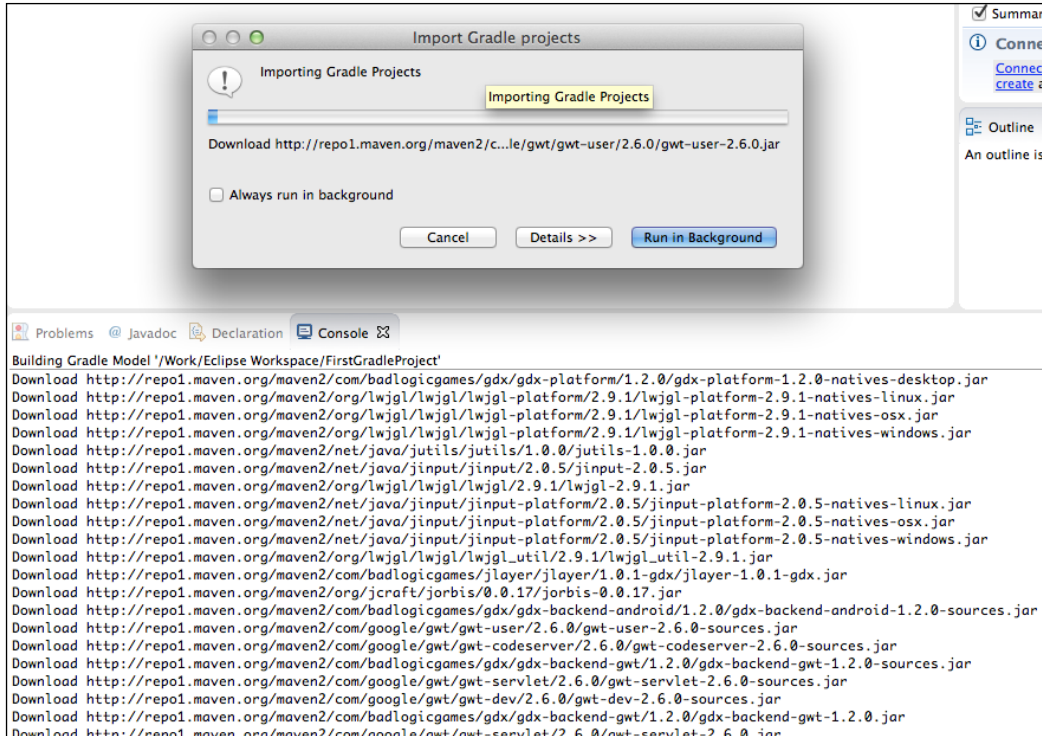 Summar
Import Gradle projects
Conne
Importing Gradle Projects
Connec
create a
Importing Gradle Projects
Outline
Download http://repo1.maven.org/maven2/c...le/gwt/gwt-user/2.6.0/gwt-user-2.6.0.jar
An outline is
Always run in background
Cancel
Details >>
Run in Background
Problems @ Javadoc Declaration Console
Building Gradle Model '/Work/Eclipse Workspace/FirstGradleProject'
Download http://repo1.maven.org/maven2/com/badlogicgames/gdx/gdx-platform/1.2.0/gdx-platform-1.2.0-natives-desktop.jar
Download http://repo1.maven.org/maven2/org/lwjgl/lwjgl/lwjgl-platform/2.9.1/lwjgl-platform-2.9.1-natives-linux.jar
Download http://repo1.maven.org/maven2/org/lwjgl/lwjgl/lwjgl-platform/2.9.1/lwjgl-platform-2.9.1-natives-osx.jar
Download http://repo1.maven.org/maven2/org/lwjgl/lwjgl/lwjgl-platform/2.9.1/lwjgl-platform-2.9.1-natives-windows.jar
Download http://repo1.maven.org/maven2/net/java/jutils/jutils/1.0.0/jutils-1.0.0.jar
Download http://repo1.maven.org/maven2/net/java/jinput/jinput/2.0.5/jinput-2.0.5.jar
Download http://repo1.maven.org/maven2/org/lwjgl/lwjgl/lwjgl/2.9.1/lwjgl-2.9.1.jar
Download http://repo1.maven.org/maven2/net/java/jinput/jinput-platform/2.0.5/jinput-platform-2.0.5-natives-linux.jar
Download http://repo1.maven.org/maven2/net/java/jinput/jinput-platform/2.0.5/jinput-platform-2.0.5-natives-osx.jar
Download http://repo1.maven.org/maven2/net/java/jinput/jinput-platform/2.0.5/jinput-platform-2.0.5-natives-windows.jar
Download http://repo1.maven.org/maven2/org/lwjgl/lwjgl/lwjgl_util/2.9.1/lwjgl_util-2.9.1.jar
Download http://repo1.maven.org/maven2/com/badlogicgames/jlayer/jlayer/1.0.1-gdx/jlayer-1.0.1-gdx.jar
Download http://repo1.maven.org/maven2/org/jcraft/jorbis/0.0.17/jorbis-0.0.17.jar
Download http://repo1.maven.org/maven2/com/badlogicgames/gdx/gdx-backend-android/1.2.0/gdx-backend-android-1.2.0-sources.jar
Download http://repo1.maven.org/maven2/com/google/gwt/gwt-user/2.6.0/gwt-user-2.6.0-sources.jar
Download http://repo1.maven.org/maven2/com/google/gwt/gwt-codeserver/2.6.0/gwt-codeserver-2.6.0-sources.jar
Download http://repo1.maven.org/maven2/com/badlogicgames/gdx/gdx-backend-gwt/1.2.0/gdx-backend-gwt-1.2.0-sources.jar
Download http://repo1.maven.org/maven2/com/google/gwt/gwt-servlet/2.6.0/gwt-servlet-2.6.0-sources.jar
Download http://repo1.maven.org/maven2/com/google/gwt/gwt-dev/2.6.0/gwt-dev-2.6.0-sources.jar
Download http://repo1.maven.org/maven2/com/badlogicgames/gdx/gdx-backend-gwt/1.2.0/gdx-backend-gwt-1.2.0.jar
Download http://repo1.maven.org/maven2/com/google/gwt/gwt-servlet/2.6.0/gwt-servlet-2.6.0.jar